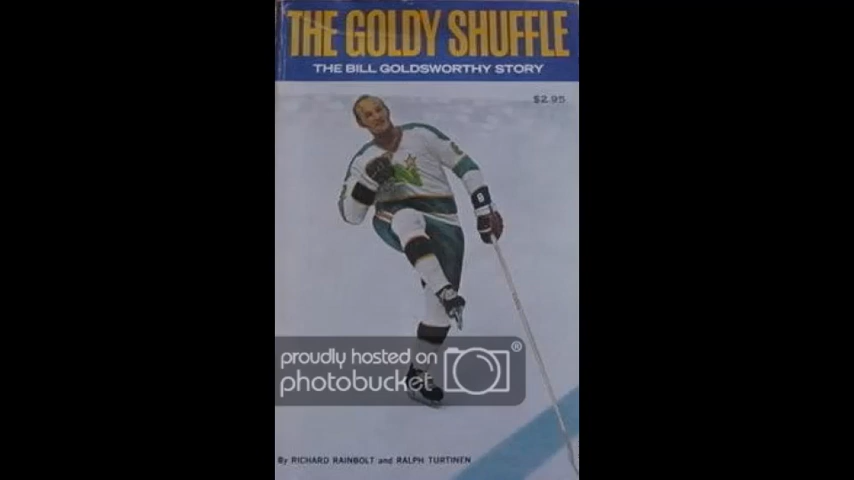 THE GOLDY SHUFFLE
THE BILL GOLDSWORTHY STORY
$2.95
N
8
proudly hosted on
photobucket ®
By RICHARD RAINBOLT and RALPH TURTINEN